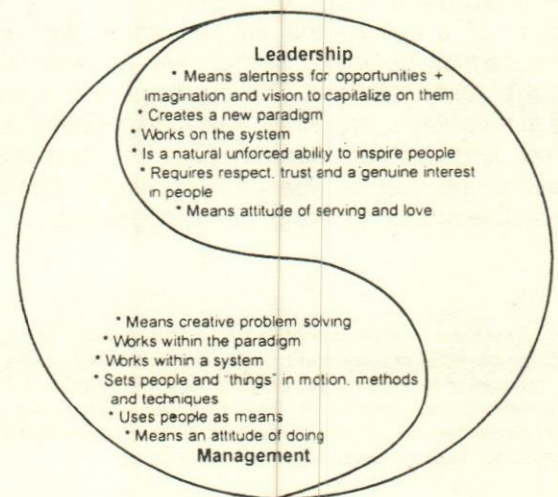 Leadership
* Means alertness for opportunities +
imagination and vision to capitalize on them
* Creates a new paradigm
* Works on the system
* Is a natural unforced ability to inspire people
* Requires respect, trust and a genuine interest
in people
* Means attitude of serving and love.
* Means creative problem solving
* Works within the paradigm
* Works within a system
* Sets people and "things" in motion, methods
and techniques
* Uses people as means
* Means an attitude of doing
Management